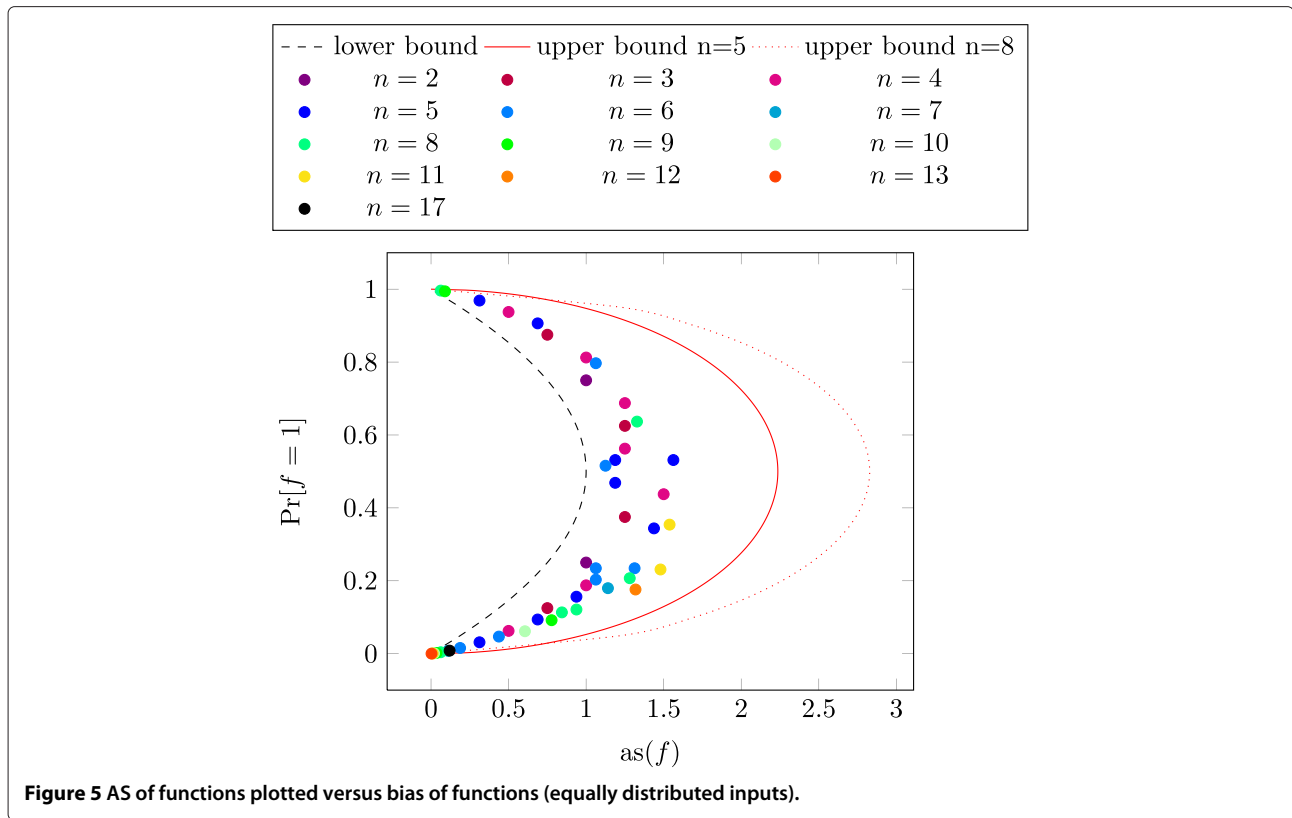 lower bound upper bound n=5 upper bound n=8
n = 2 n = 3 n = 4
n = 5 n = 6 n = 7
n = 8 n = 9 n = 10
n = 11 n = 12 n = 13
n = 17
1
0.8
0.6
0.4
0.2
0
Pr[f = 1]
0 0.5 1 1.5 2 2.5 3
as(f)
Figure 5 AS of functions plotted versus bias of functions (equally distributed inputs).